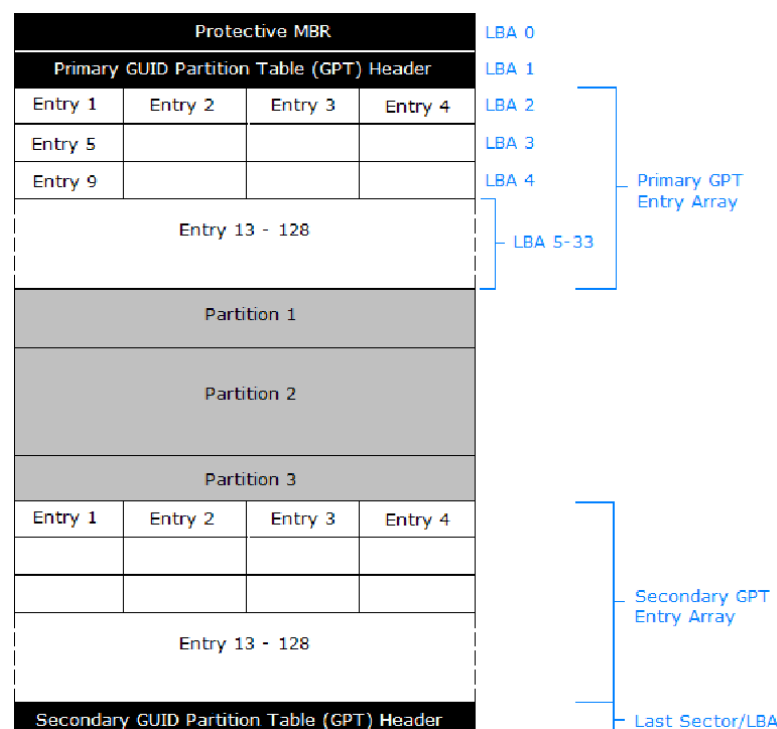 Protective MBR LBA 0
Primary GUID Partition Table (GPT) Header LBA 1
Entry 1 Entry 2 Entry 3 Entry 4 LBA 2
Entry 5 LBA 3
Entry 9 LBA 4
Primary GPT
Entry Array
Entry 13 - 128
LBA 5-33
Partition 1
Partition 2
Partition 3
Entry 1 Entry 2 Entry 3 Entry 4
Secondary GPT
Entry Array
Entry 13 - 128
Secondary GUID Partition Table (GPT) Header Last Sector/LBA